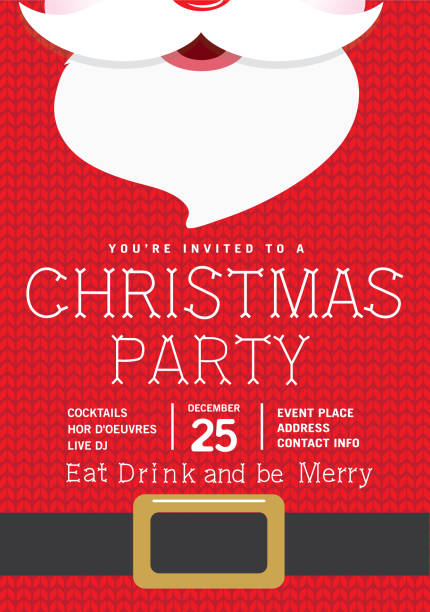 YOU'RE INVITED TO A
CHRISTMAS
PARTY
COCKTAILS
HOR D'OEUVRES
LIVE DJ
DECEMBER
25
EVENT PLACE
ADDRESS
CONTACT INFO
Eat Drink and be Merry